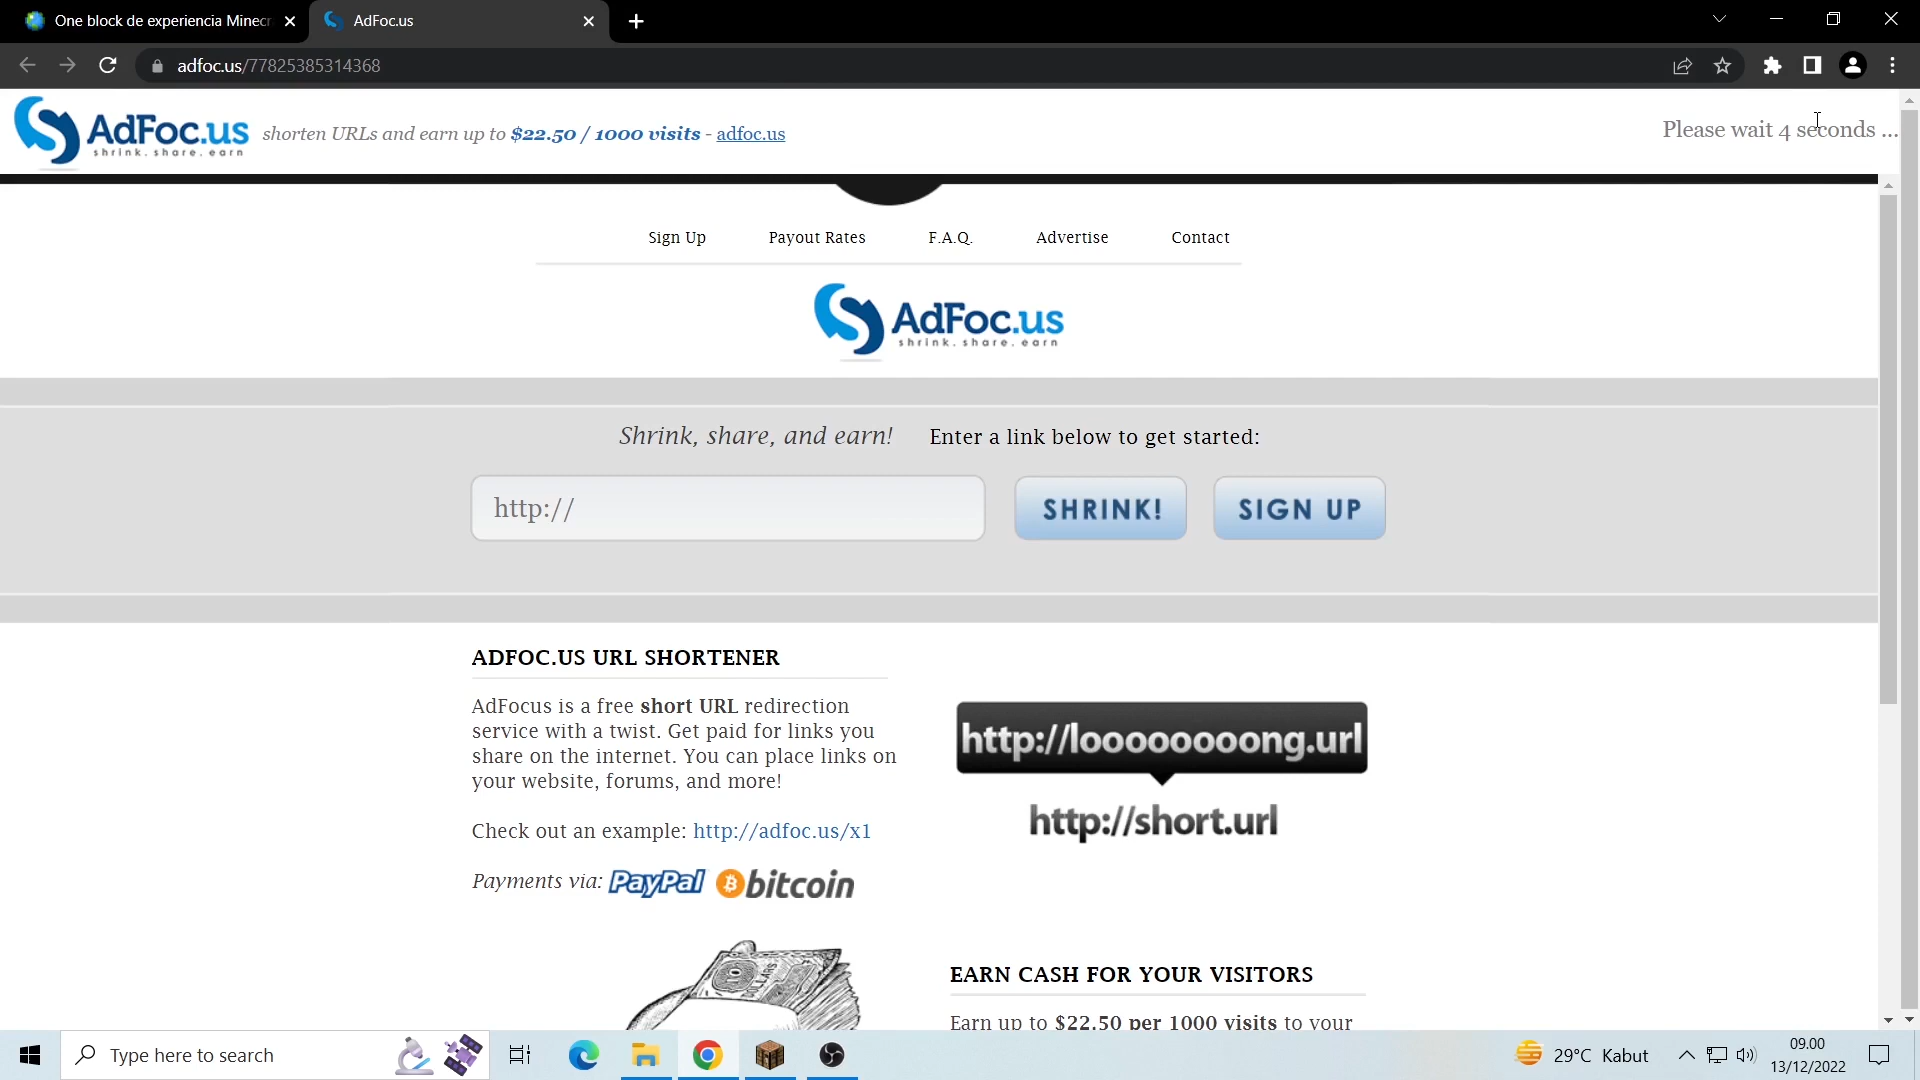 One block de experiencia Minecr
AdFoc.us
adfoc.us/77825385314368
AdFoc.us
shrink. share. earn
shorten URLs and earn up to $22.50 / 1000 visits - adfoc.us
Please wait 4 seconds ...
Sign Up
Payout Rates
F.A.Q.
Advertise
Contact
AdFoc.us
shrink. share. earn
Shrink, share, and earn!
Enter a link below to get started:
http://
SHRINK!
SIGN UP
ADFOC.US URL SHORTENER
AdFocus is a free short URL redirection
service with a twist. Get paid for links you
share on the internet. You can place links on
your website, forums, and more!
Check out an example: http://adfoc.us/x1
Payments via: PayPal bitcoin
http://looooooooong.url
http://short.url
10
DOLLARS
EARN CASH FOR YOUR VISITORS
Earn up to $22.50 per 1000 visits to your
Type here to search
29°C Kabut
09.00
13/12/2022